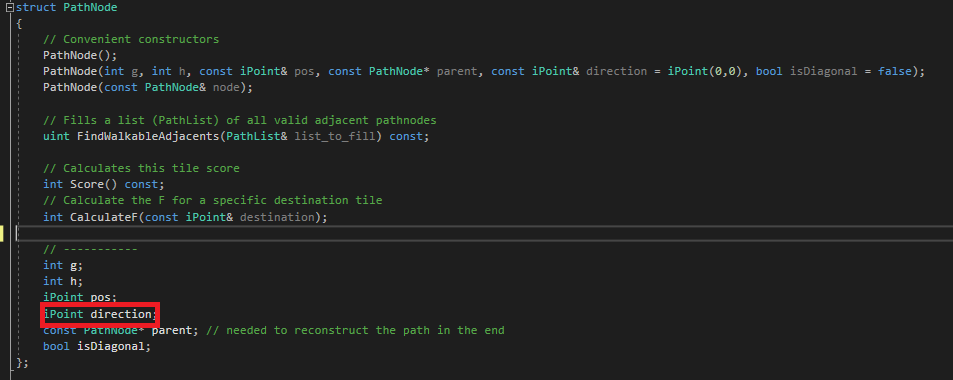 struct PathNode
{
// Convenient constructors
PathNode();
PathNode(int g, int h, const iPoint& pos, const PathNode* parent, const iPoint& direction = iPoint(0,0), bool isDiagonal = false);
PathNode(const PathNode& node);
// Fills a list (PathList) of all valid adjacent pathnodes
uint FindWalkableAdjacents(PathList& list_to_fill) const;
// Calculates this tile score
int Score() const;
// Calculate the F for a specific destination tile
int CalculateF(const iPoint& destination);
// -----------
int g;
int h;
iPoint pos;
iPoint direction;
const PathNode* parent; // needed to reconstruct the path in the end
bool isDiagonal;
};